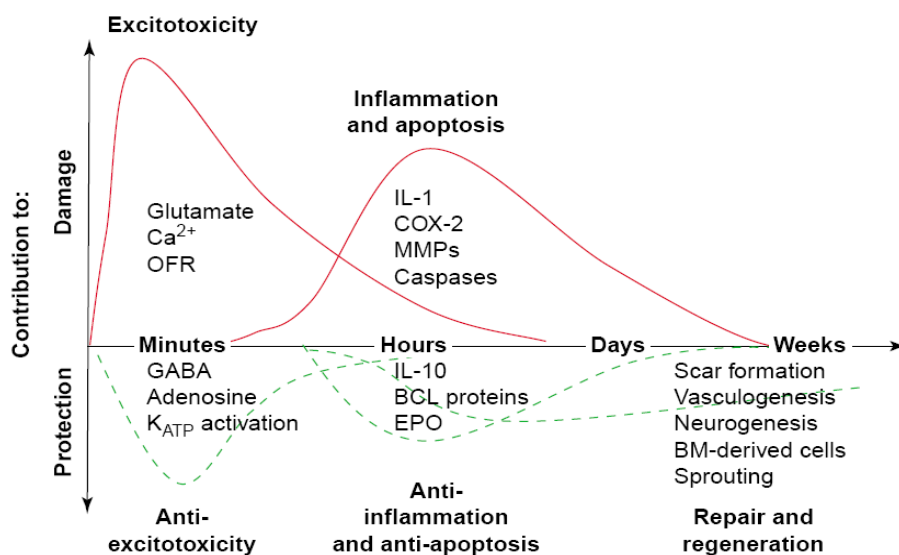 Excitotoxicity
Inflammation
and apoptosis
Contribution to:
Damage
Protection
Glutamate
Ca²⁺
OFR
IL-1
COX-2
MMPs
Caspases
Minutes
Hours
Days
Weeks
GABA
Adenosine
K_ATP activation
IL-10
BCL proteins
EPO
Scar formation
Vasculogenesis
Neurogenesis
BM-derived cells
Sprouting
Anti-
excitotoxicity
Anti-
inflammation
and anti-apoptosis
Repair and
regeneration